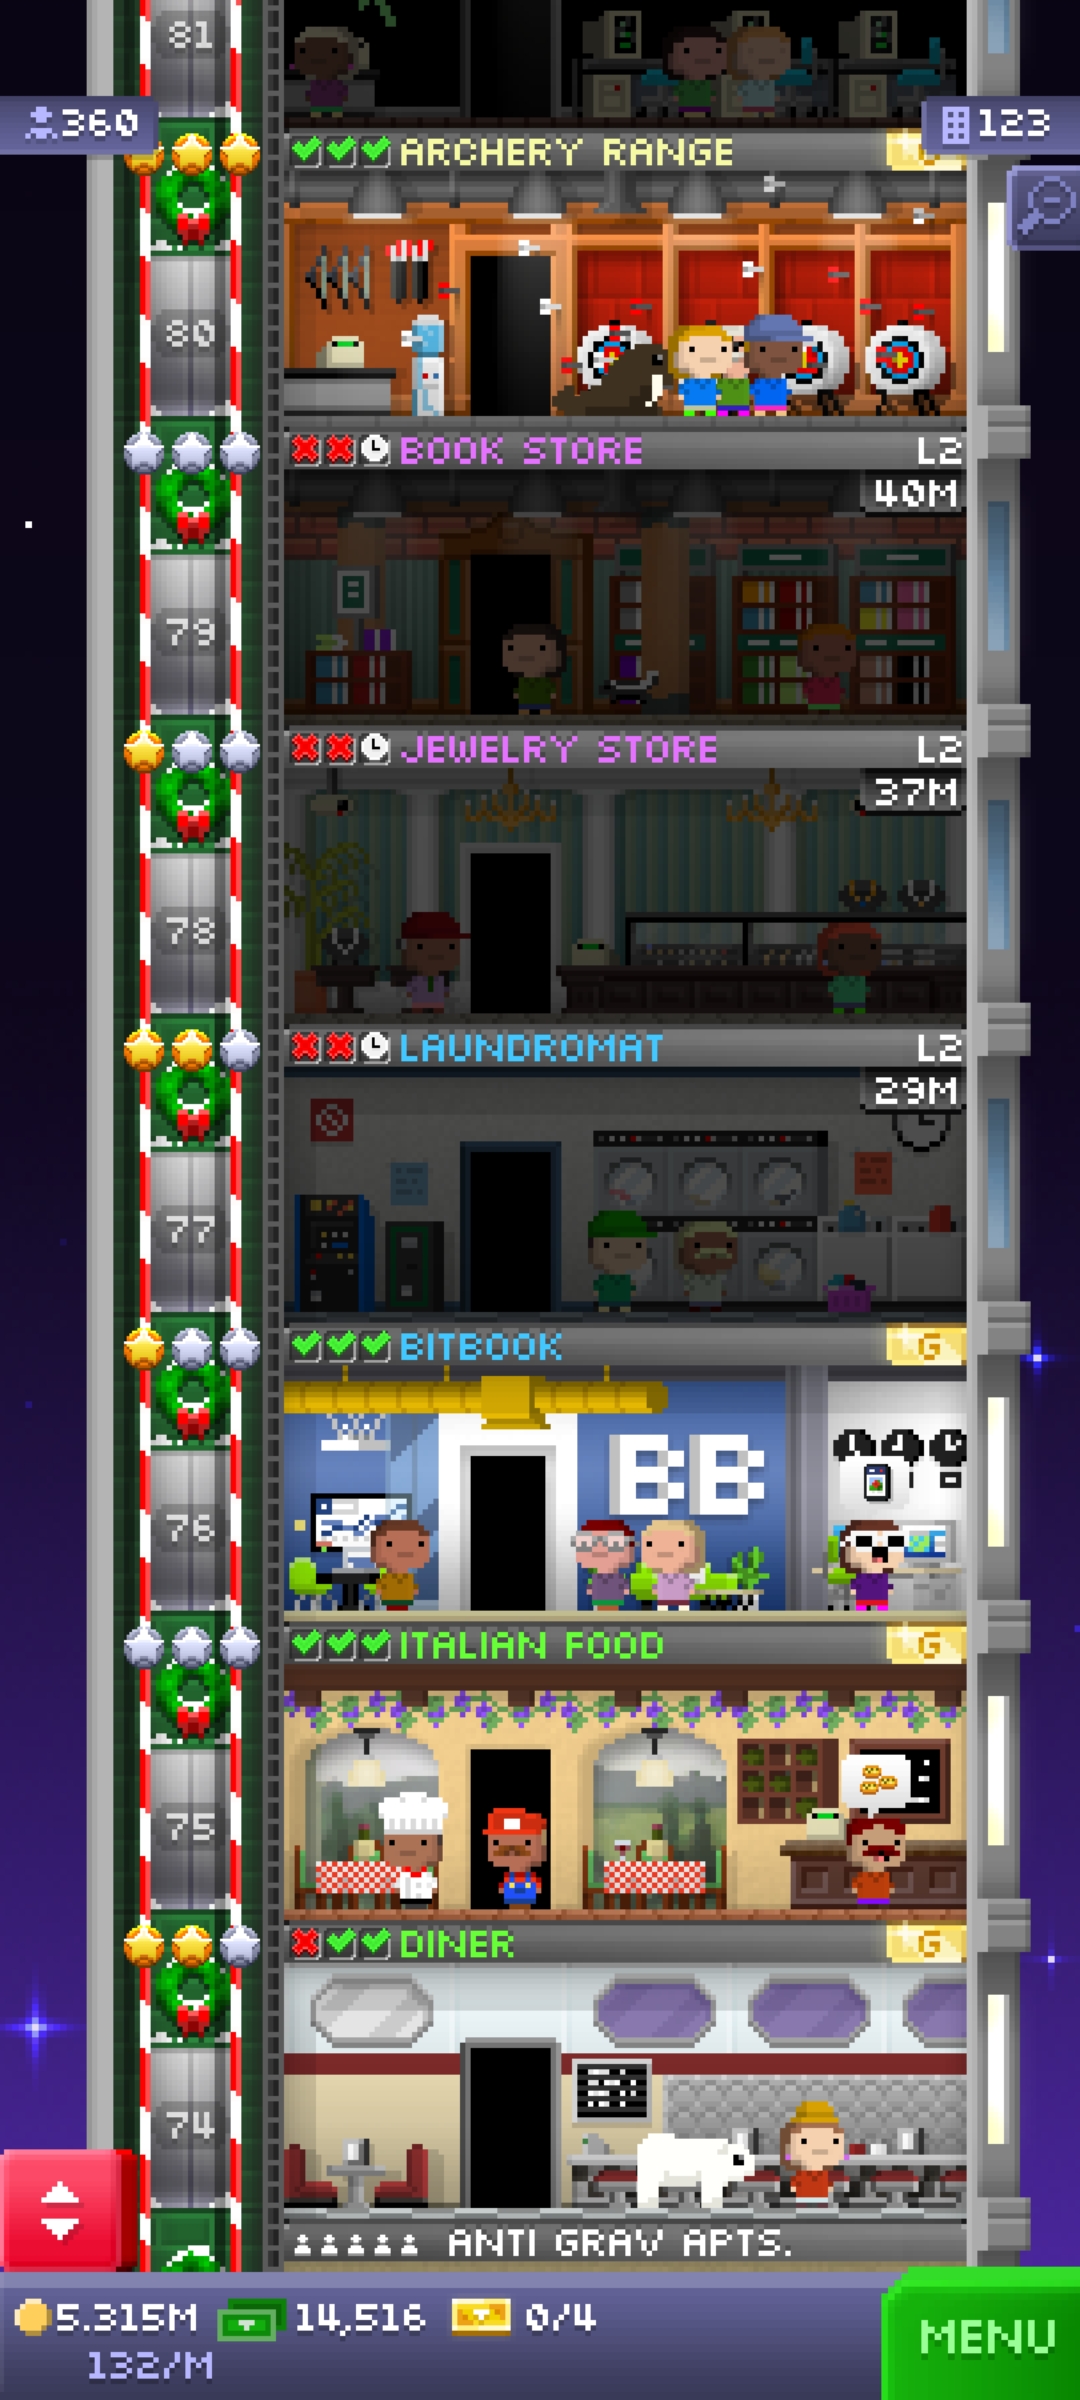 81
360
123
ARCHERY RANGE
80
BOOK STORE L2
40M
79
JEWELRY STORE L2
37M
78
LAUNDROMAT L2
29M
77
BITBOOK G
BB
76
ITALIAN FOOD G
75
DINER G
74
ANTI GRAV APTS.
5.315M 14,516 0/4
132/M
MENU